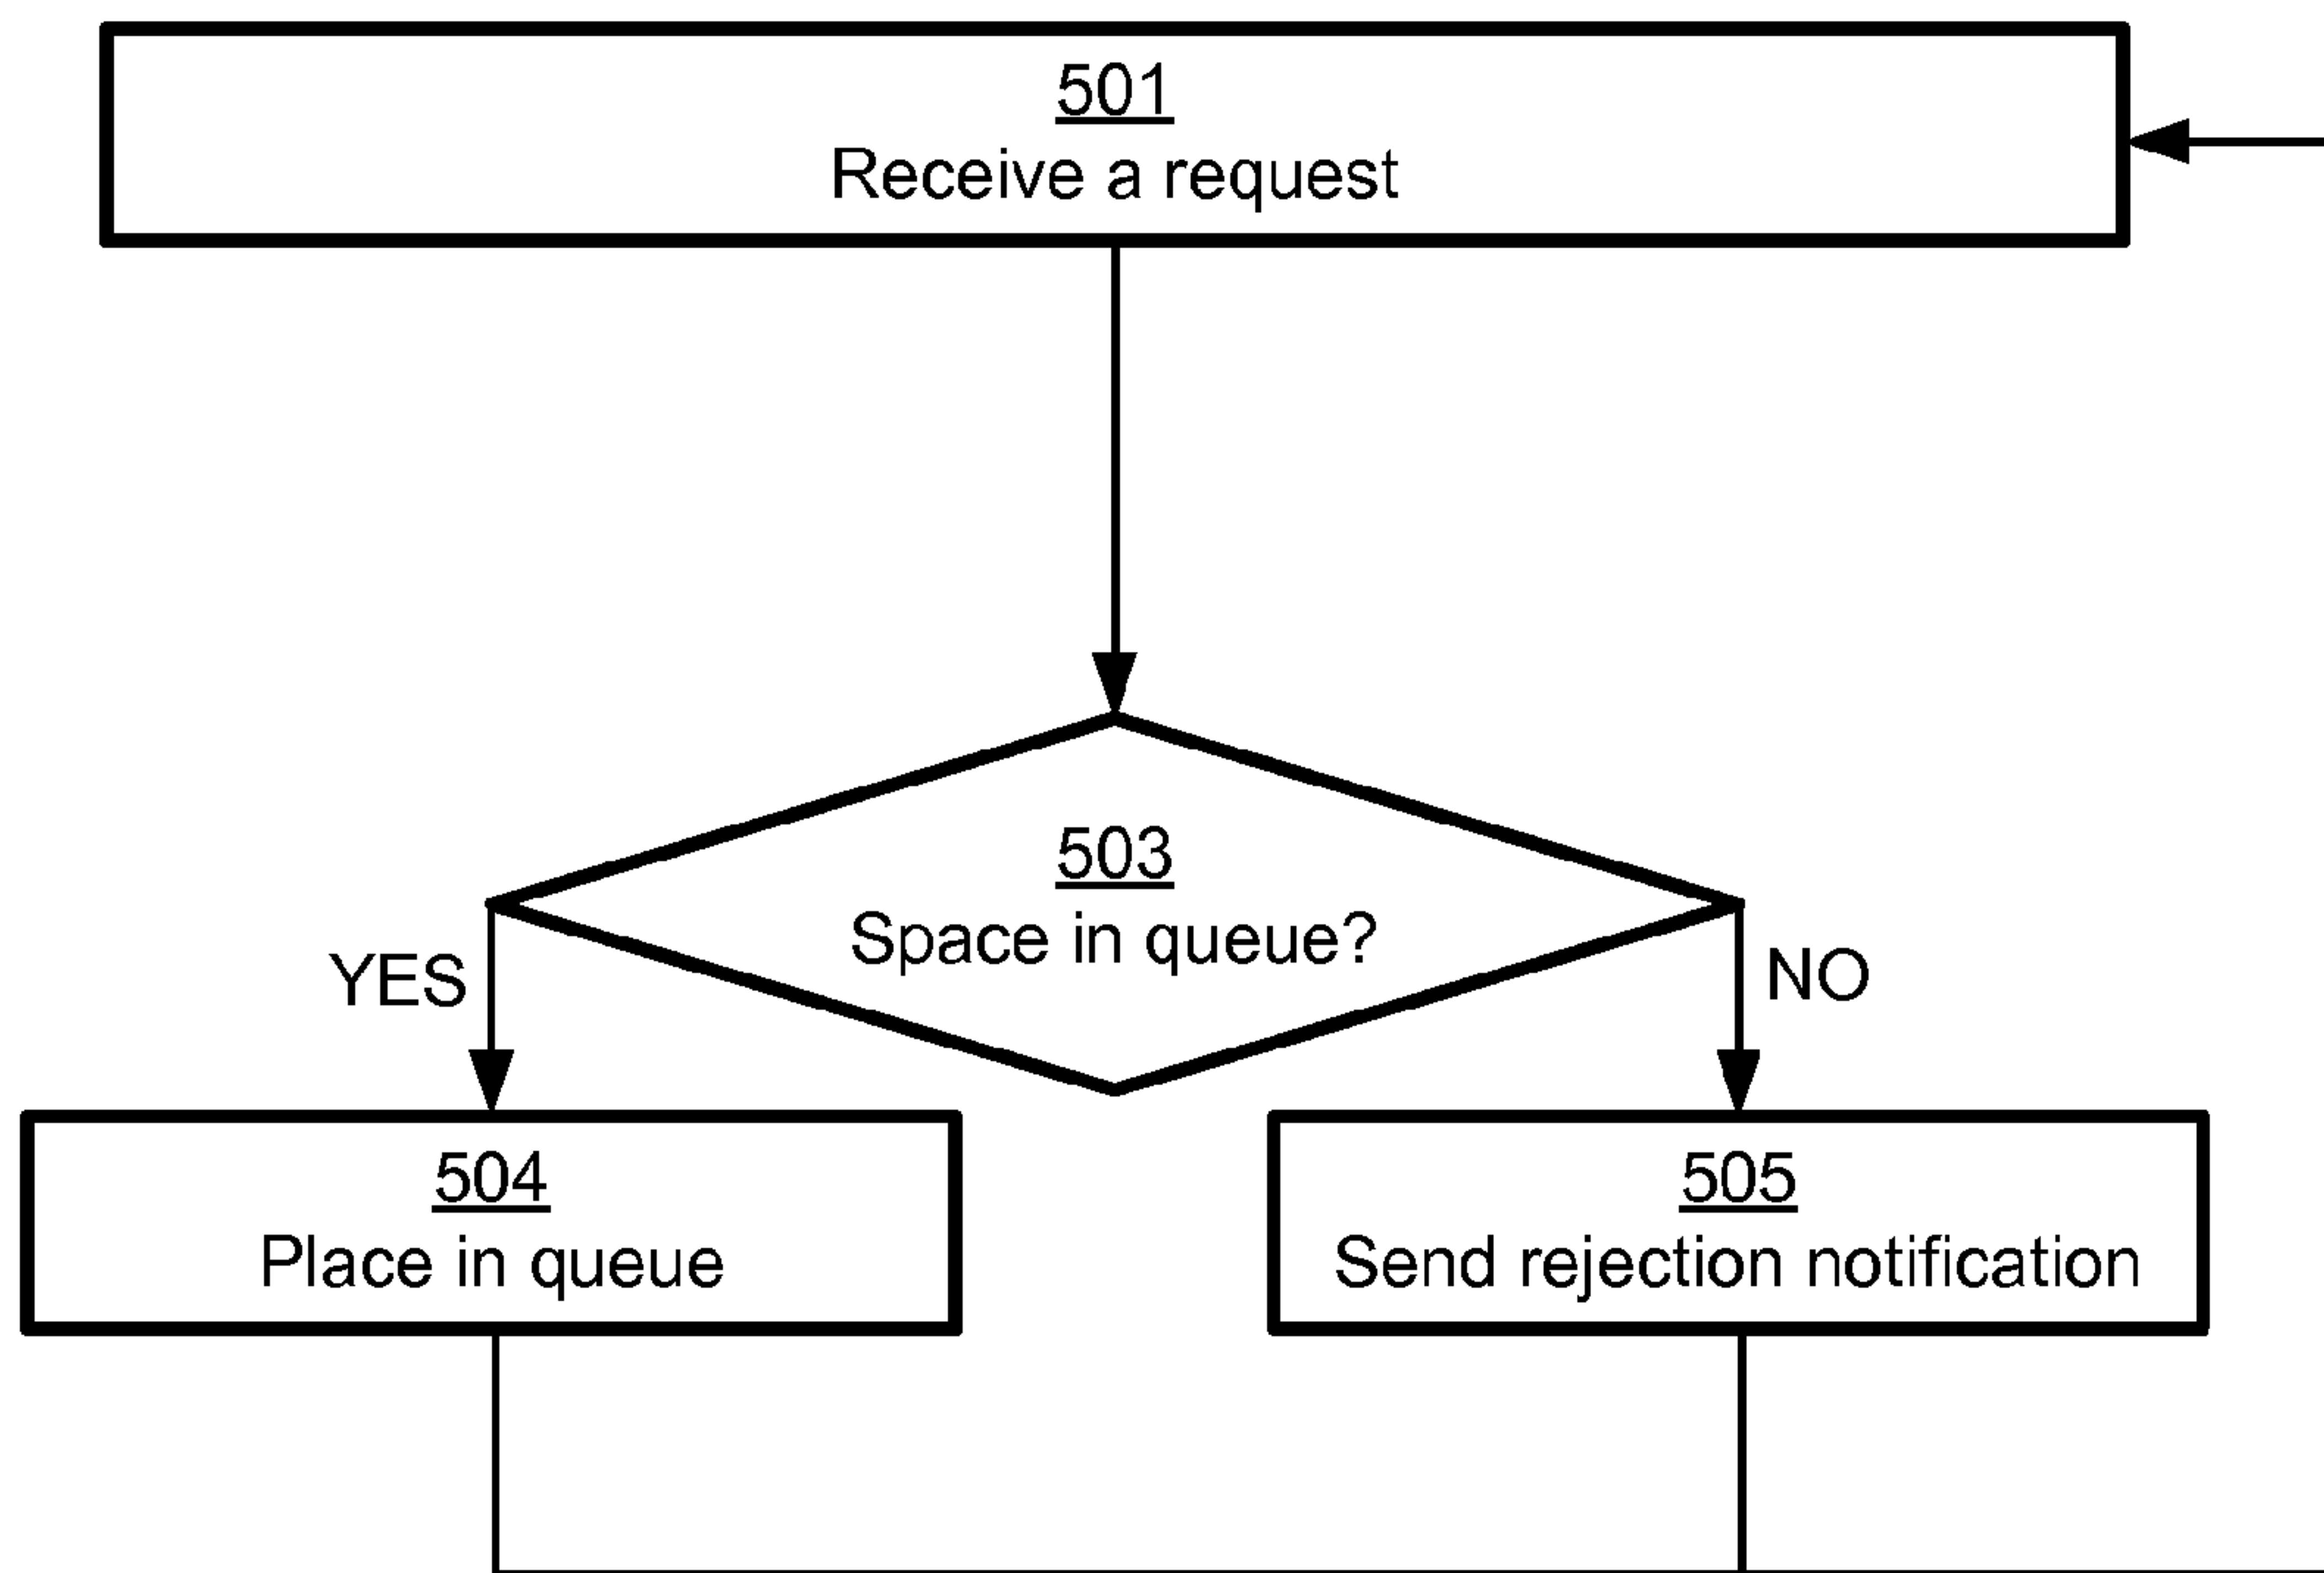 501
Receive a request
503
Space in queue?
YES
NO
504
Place in queue
505
Send rejection notification